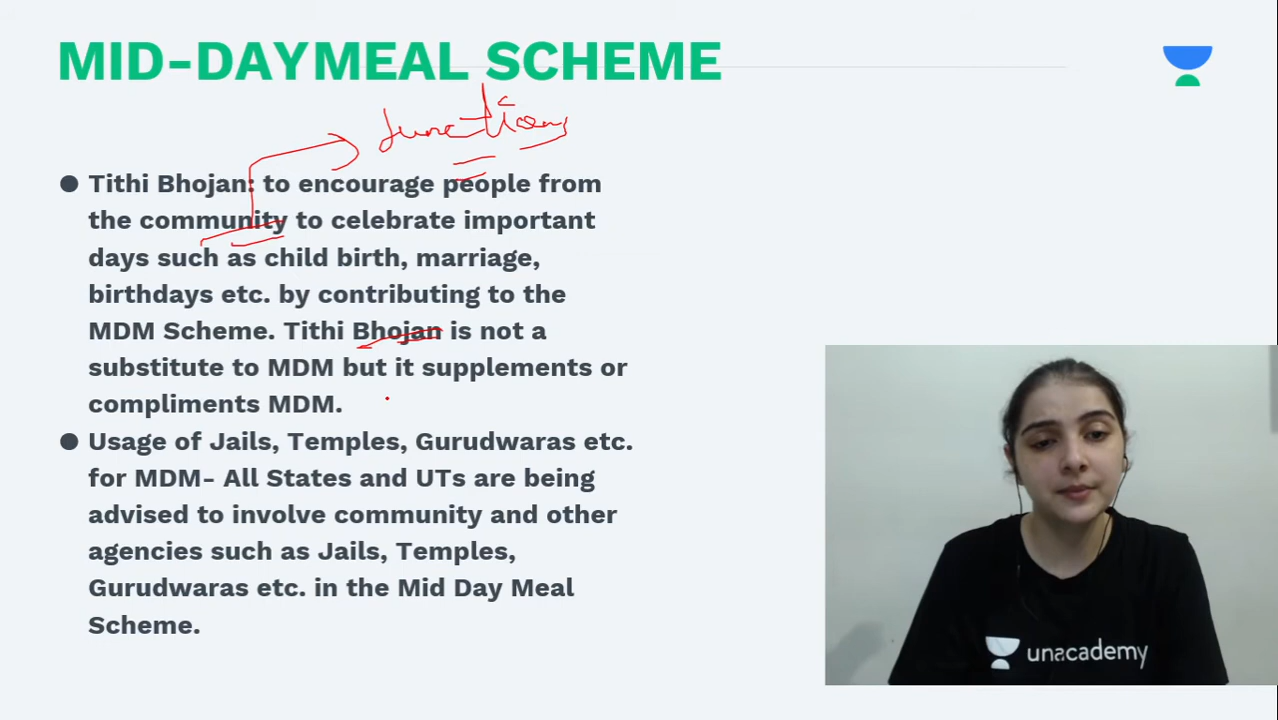 MID-DAYMEAL SCHEME
functions
● Tithi Bhojan: to encourage people from
the community to celebrate important
days such as child birth, marriage,
birthdays etc. by contributing to the
MDM Scheme. Tithi Bhojan is not a
substitute to MDM but it supplements or
compliments MDM.
● Usage of Jails, Temples, Gurudwaras etc.
for MDM- All States and UTs are being
advised to involve community and other
agencies such as Jails, Temples,
Gurudwaras etc. in the Mid Day Meal
Scheme.
unacademy